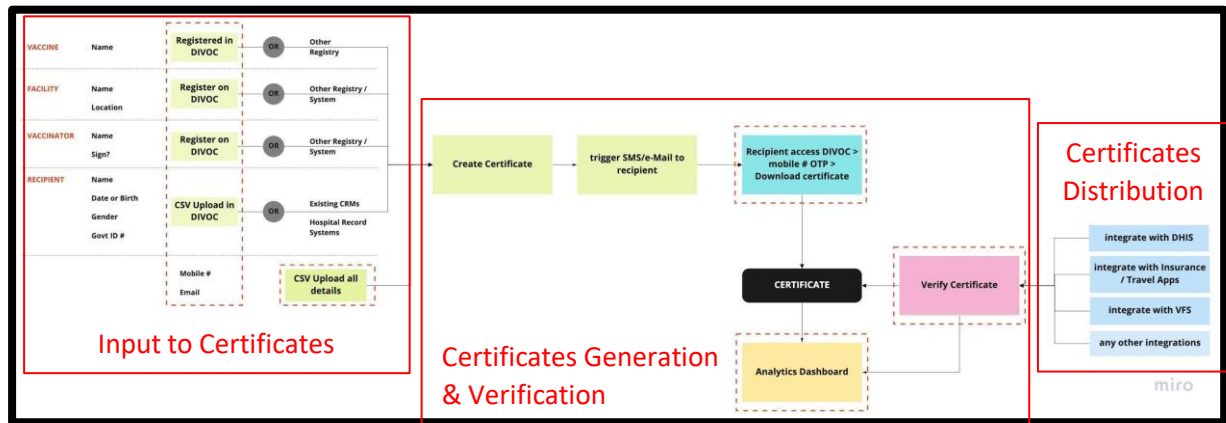 VACCINE
Name
Registered in
DIVOC
OR
Other
Registry
FACILITY
Name
Location
Register on
DIVOC
OR
Other Registry /
System
VACCINATOR
Name
Sign?
Register on
DIVOC
OR
Other Registry /
System
RECIPIENT
Name
Date or Birth
Gender
Govt ID #
CSV Upload in
DIVOC
OR
Existing CRMs
Hospital Record
Systems
Mobile #
Email
CSV Upload all
details
Input to Certificates
Create Certificate
trigger SMS/e-Mail to
recipient
Recipient access DIVOC >
mobile # OTP >
Download certificate
CERTIFICATE
Verify Certificate
Analytics Dashboard
Certificates Generation
& Verification
Certificates
Distribution
integrate with DHIS
integrate with Insurance
/ Travel Apps
integrate with VFS
any other integrations
miro